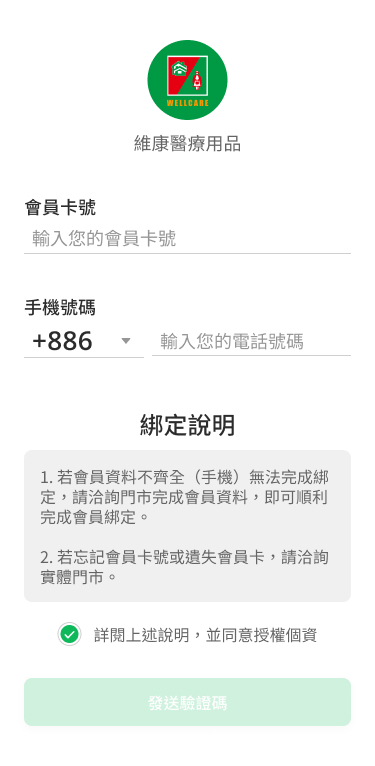 WELLCARE
維康醫療用品
會員卡號
輸入您的會員卡號
手機號碼
+886
輸入您的電話號碼
綁定說明
1. 若會員資料不齊全（手機）無法完成綁
定，請洽詢門市完成會員資料，即可順利
完成會員綁定。
2. 若忘記會員卡號或遺失會員卡，請洽詢
實體門市。
詳閱上述說明，並同意授權個資
發送驗證碼